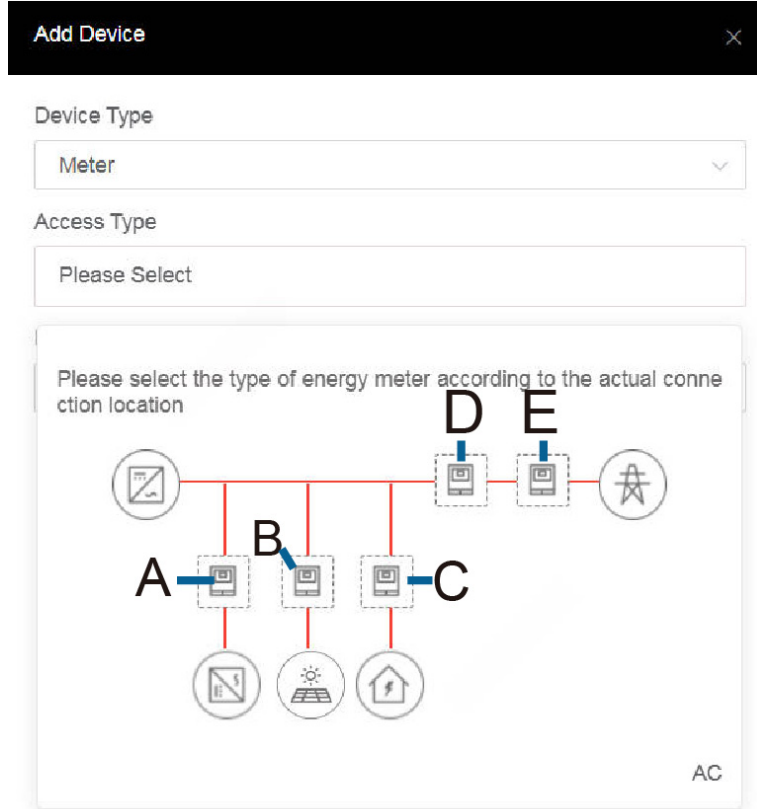 Add Device
Device Type
Meter
Access Type
Please Select
Please select the type of energy meter according to the actual conne
ction location
D
E
A
B
C
AC